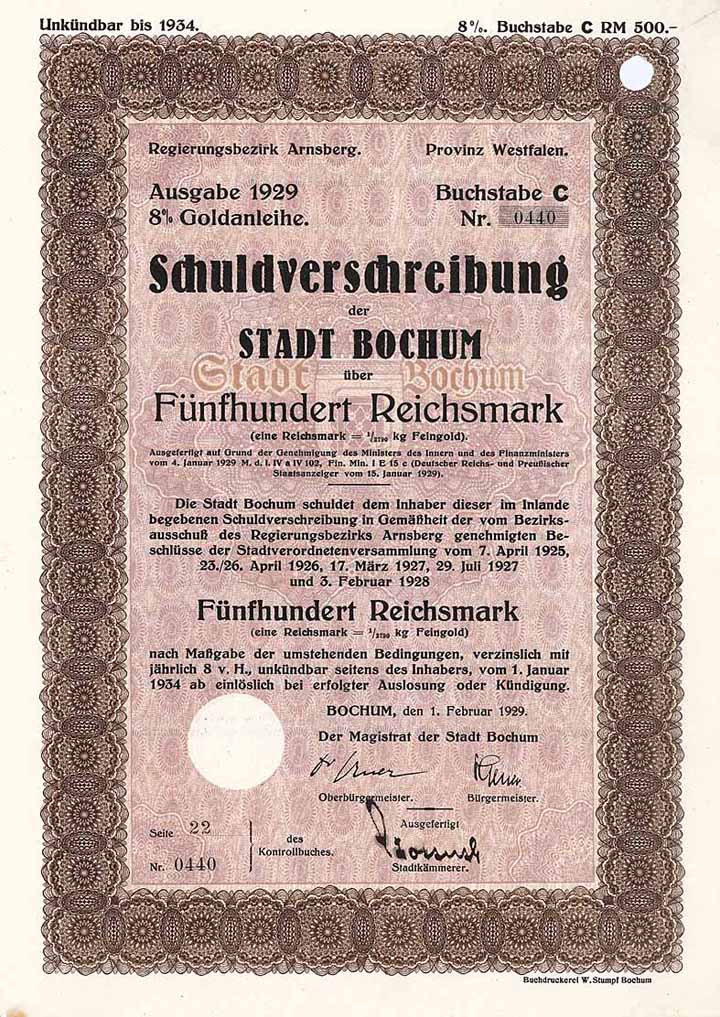 Unkündbar bis 1934.
8%. Buchstabe C RM 500.-
Regierungsbezirk Arnsberg. Provinz Westfalen.
Ausgabe 1929 Buchstabe C
8% Goldanleihe. Nr. 0440
Schuldverschreibung
der
STADT BOCHUM
Stadt Bochum
über
Fünfhundert Reichsmark
(eine Reichsmark = 1/2790 kg Feingold).
Ausgefertigt auf Grund der Genehmigung des Ministers des Innern und des Finanzministers
vom 4. Januar 1929 M. d. I. IV a IV 102, Fin. Min. I E 15 c (Deutscher Reichs- und Preußischer
Staatsanzeiger vom 15. Januar 1929).
Die Stadt Bochum schuldet dem Inhaber dieser im Inlande
begebenen Schuldverschreibung in Gemäßheit der vom Bezirks-
ausschuß des Regierungsbezirks Arnsberg genehmigten Be-
schlüsse der Stadtverordnetenversammlung vom 7. April 1925,
23./26. April 1926, 17. März 1927, 29. Juli 1927
und 3. Februar 1928
Fünfhundert Reichsmark
(eine Reichsmark = 1/2790 kg Feingold)
nach Maßgabe der umstehenden Bedingungen, verzinslich mit
jährlich 8 v. H., unkündbar seitens des Inhabers, vom 1. Januar
1934 ab einlöslich bei erfolgter Auslosung oder Kündigung.
BOCHUM, den 1. Februar 1929.
Der Magistrat der Stadt Bochum
Oberbürgermeister. Bürgermeister.
Ausgefertigt
Stadtkämmerer.
Seite 22
des
Kontrollbuches.
Nr. 0440
Buchdruckerei W. Stumpf Bochum